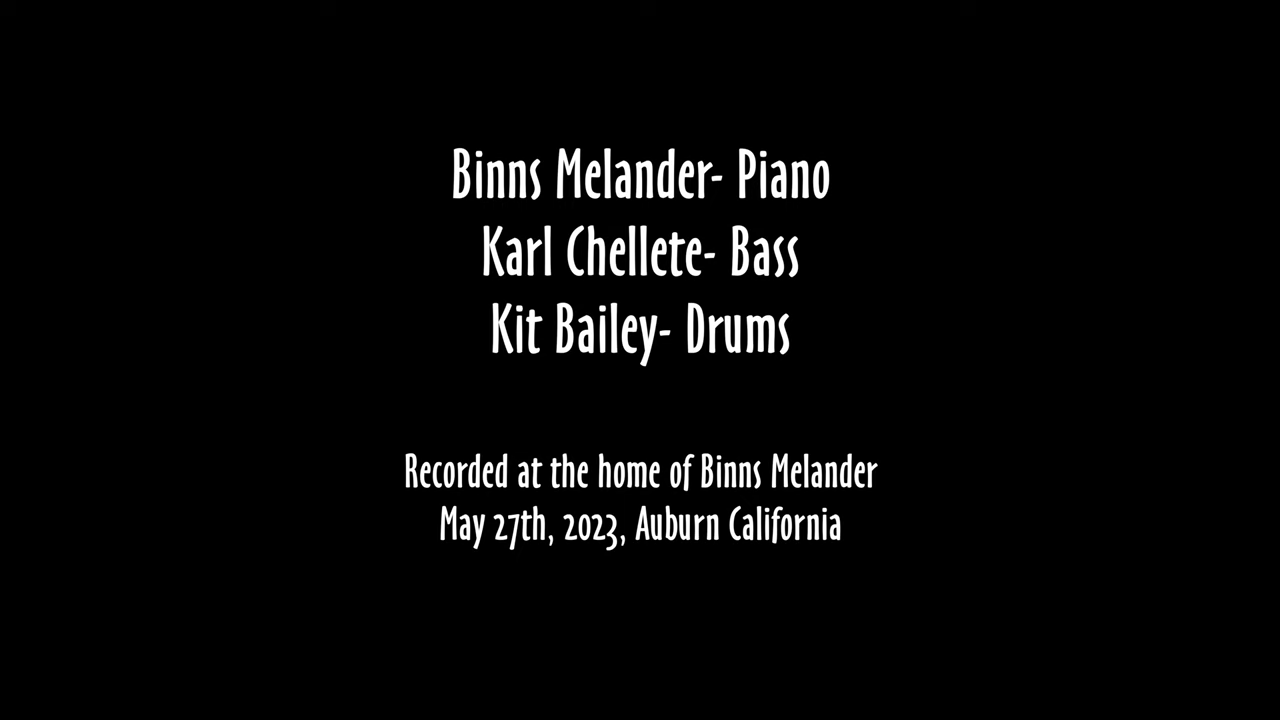 Binns Melander- Piano
Karl Chellete- Bass
Kit Bailey- Drums
Recorded at the home of Binns Melander
May 27th, 2023, Auburn California